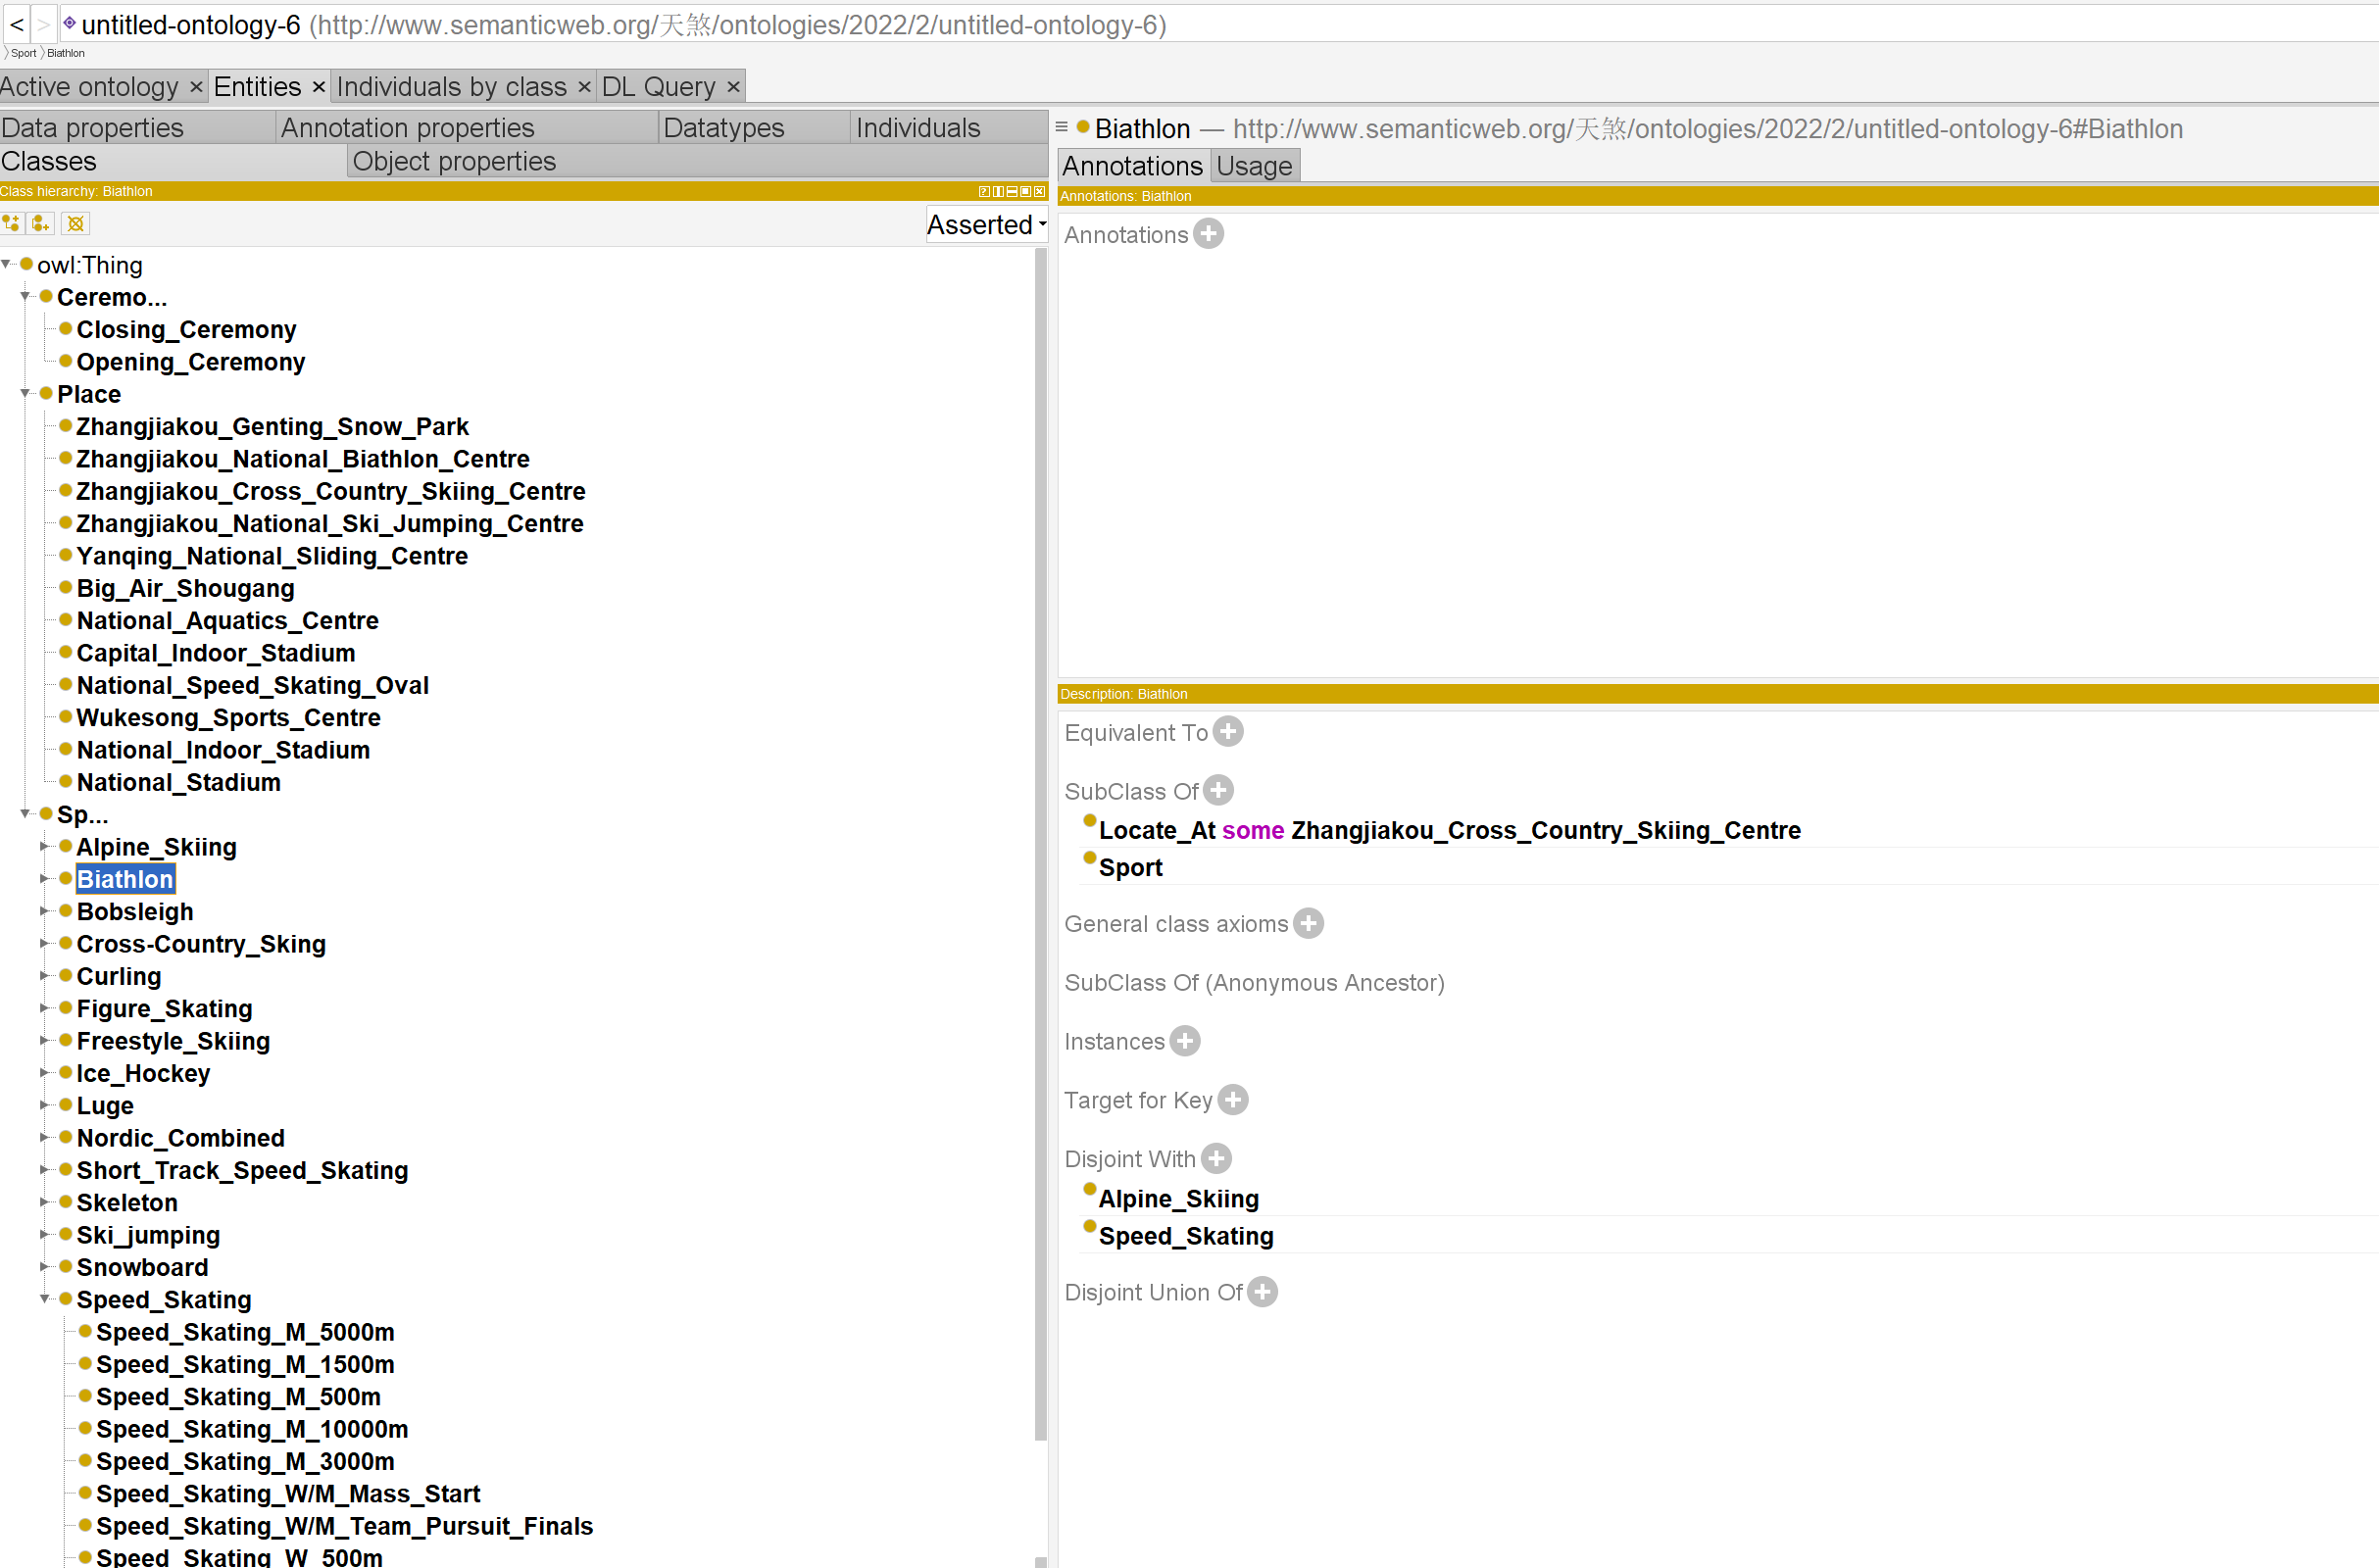 < > untitled-ontology-6 (http://www.semanticweb.org/天煞/ontologies/2022/2/untitled-ontology-6)
Sport Biathlon
Active ontology × Entities × Individuals by class × DL Query ×
Data properties Annotation properties Datatypes Individuals
Classes Object properties
Class hierarchy: Biathlon
Asserted
owl:Thing
Ceremo...
Closing_Ceremony
Opening_Ceremony
Place
Zhangjiakou_Genting_Snow_Park
Zhangjiakou_National_Biathlon_Centre
Zhangjiakou_Cross_Country_Skiing_Centre
Zhangjiakou_National_Ski_Jumping_Centre
Yanqing_National_Sliding_Centre
Big_Air_Shougang
National_Aquatics_Centre
Capital_Indoor_Stadium
National_Speed_Skating_Oval
Wukesong_Sports_Centre
National_Indoor_Stadium
National_Stadium
Sp...
Alpine_Skiing
Biathlon
Bobsleigh
Cross-Country_Sking
Curling
Figure_Skating
Freestyle_Skiing
Ice_Hockey
Luge
Nordic_Combined
Short_Track_Speed_Skating
Skeleton
Ski_jumping
Snowboard
Speed_Skating
Speed_Skating_M_5000m
Speed_Skating_M_1500m
Speed_Skating_M_500m
Speed_Skating_M_10000m
Speed_Skating_M_3000m
Speed_Skating_W/M_Mass_Start
Speed_Skating_W/M_Team_Pursuit_Finals
Speed_Skating_W_500m
Biathlon — http://www.semanticweb.org/天煞/ontologies/2022/2/untitled-ontology-6#Biathlon
Annotations Usage
Annotations: Biathlon
Annotations
Description: Biathlon
Equivalent To
SubClass Of
Locate_At some Zhangjiakou_Cross_Country_Skiing_Centre
Sport
General class axioms
SubClass Of (Anonymous Ancestor)
Instances
Target for Key
Disjoint With
Alpine_Skiing
Speed_Skating
Disjoint Union Of